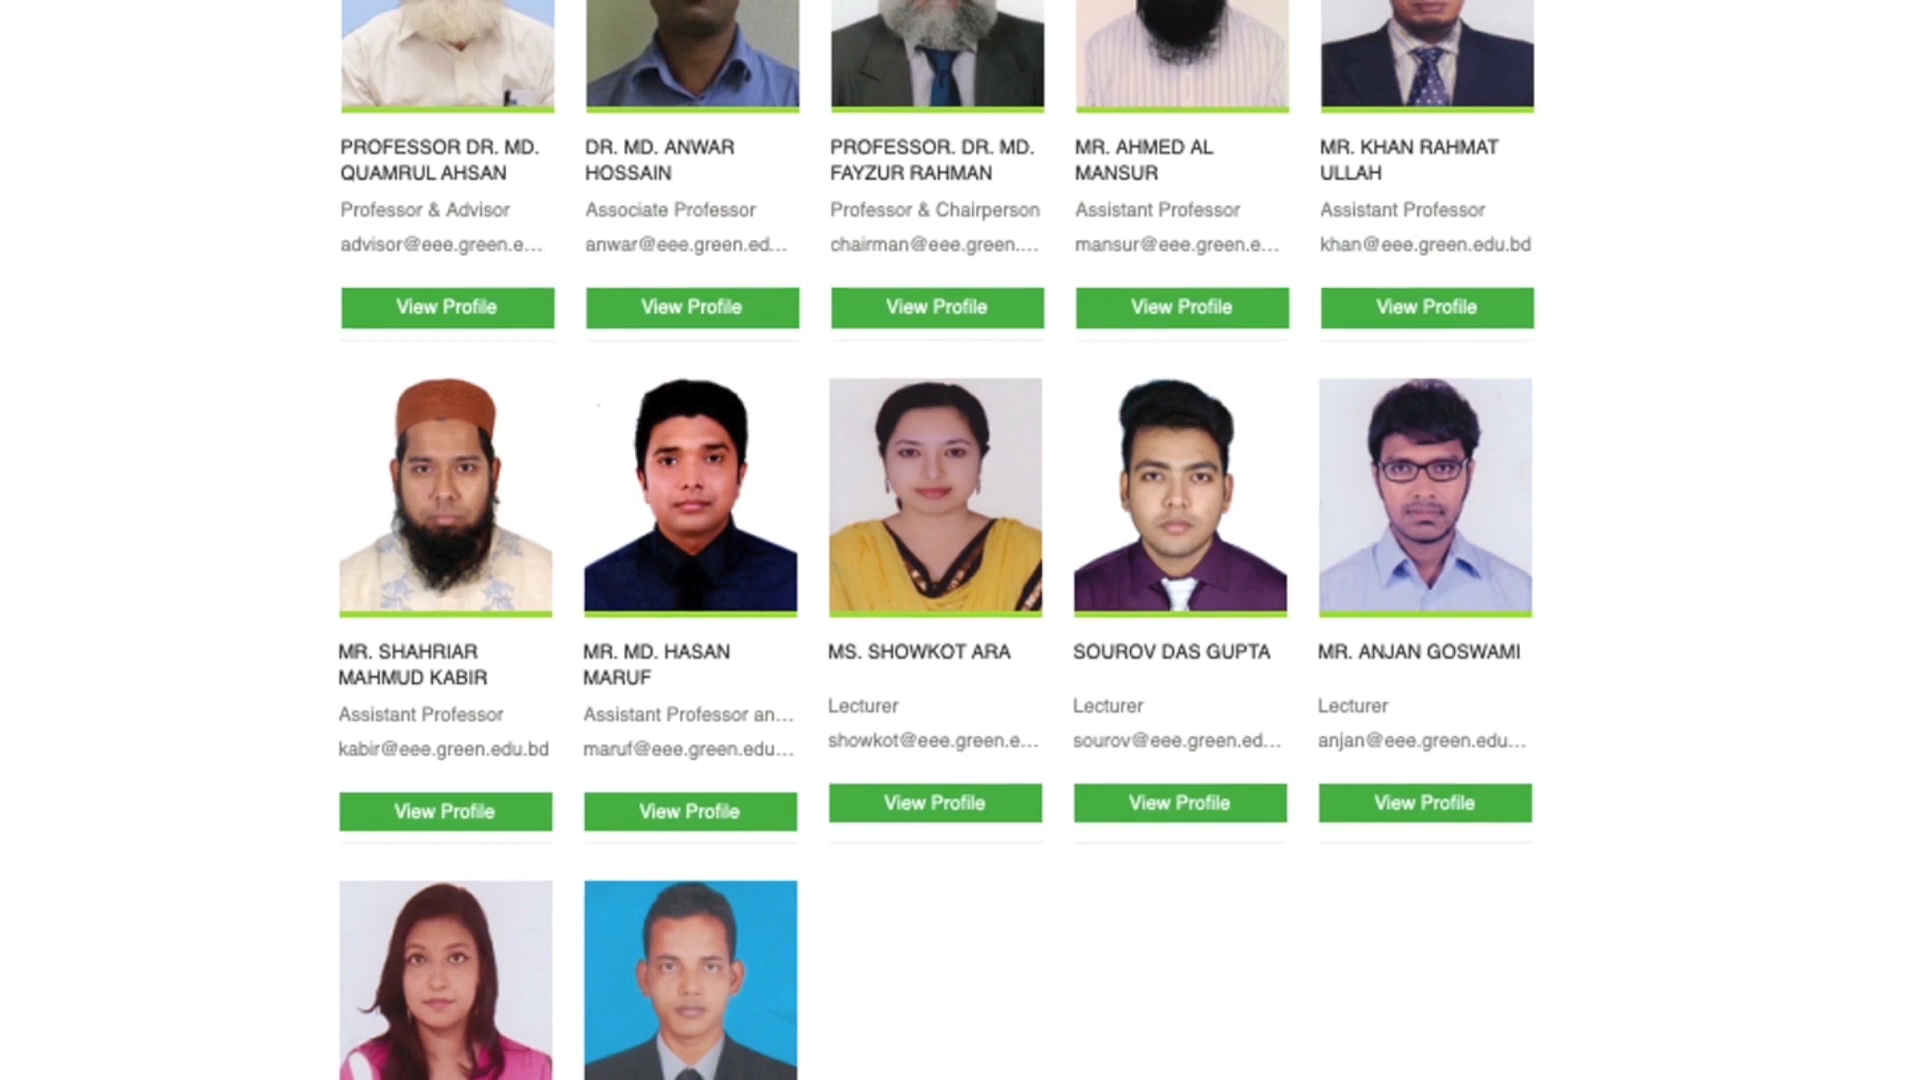 PROFESSOR DR. MD.
QUAMRUL AHSAN
Professor & Advisor
advisor@eee.green.e...
View Profile
DR. MD. ANWAR
HOSSAIN
Associate Professor
anwar@eee.green.ed...
View Profile
PROFESSOR. DR. MD.
FAYZUR RAHMAN
Professor & Chairperson
chairman@eee.green....
View Profile
MR. AHMED AL
MANSUR
Assistant Professor
mansur@eee.green.e...
View Profile
MR. KHAN RAHMAT
ULLAH
Assistant Professor
khan@eee.green.edu.bd
View Profile
MR. SHAHRIAR
MAHMUD KABIR
Assistant Professor
kabir@eee.green.edu.bd
View Profile
MR. MD. HASAN
MARUF
Assistant Professor an...
maruf@eee.green.edu...
View Profile
MS. SHOWKOT ARA
Lecturer
showkot@eee.green.e...
View Profile
SOUROV DAS GUPTA
Lecturer
sourov@eee.green.ed...
View Profile
MR. ANJAN GOSWAMI
Lecturer
anjan@eee.green.edu...
View Profile